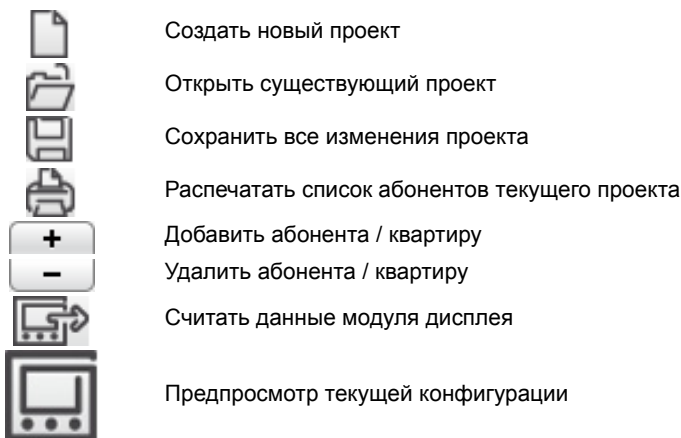 Создать новый проект
Открыть существующий проект
Сохранить все изменения проекта
Распечатать список абонентов текущего проекта
Добавить абонента / квартиру
Удалить абонента / квартиру
Считать данные модуля дисплея
Предпросмотр текущей конфигурации